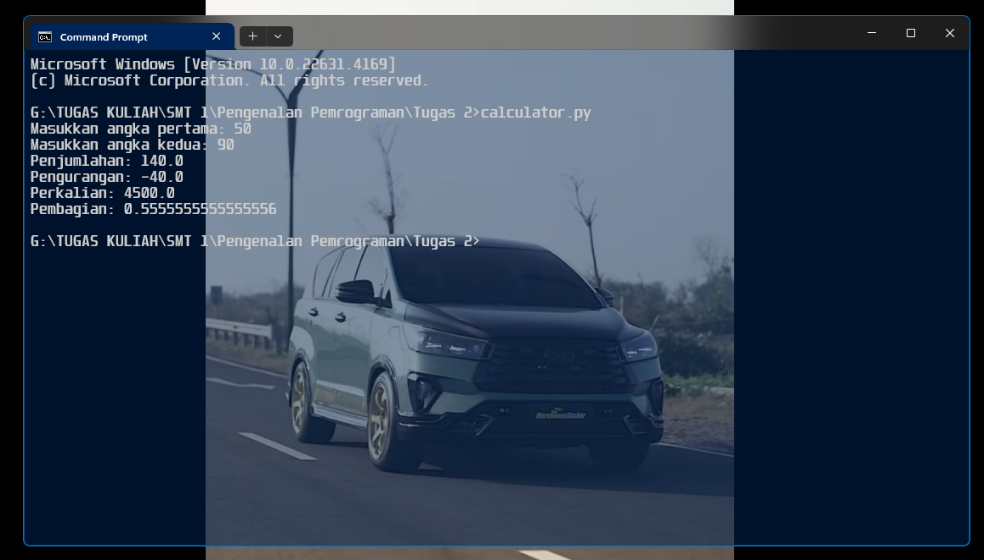 Command Prompt
Microsoft Windows [Version 10.0.22631.4169]
(c) Microsoft Corporation. All rights reserved.
G:\TUGAS KULIAH\SMT 1\Pengenalan Pemrograman\Tugas 2>calculator.py
Masukkan angka pertama: 50
Masukkan angka kedua: 90
Penjumlahan: 140.0
Pengurangan: -40.0
Perkalian: 4500.0
Pembagian: 0.5555555555555556
G:\TUGAS KULIAH\SMT 1\Pengenalan Pemrograman\Tugas 2>